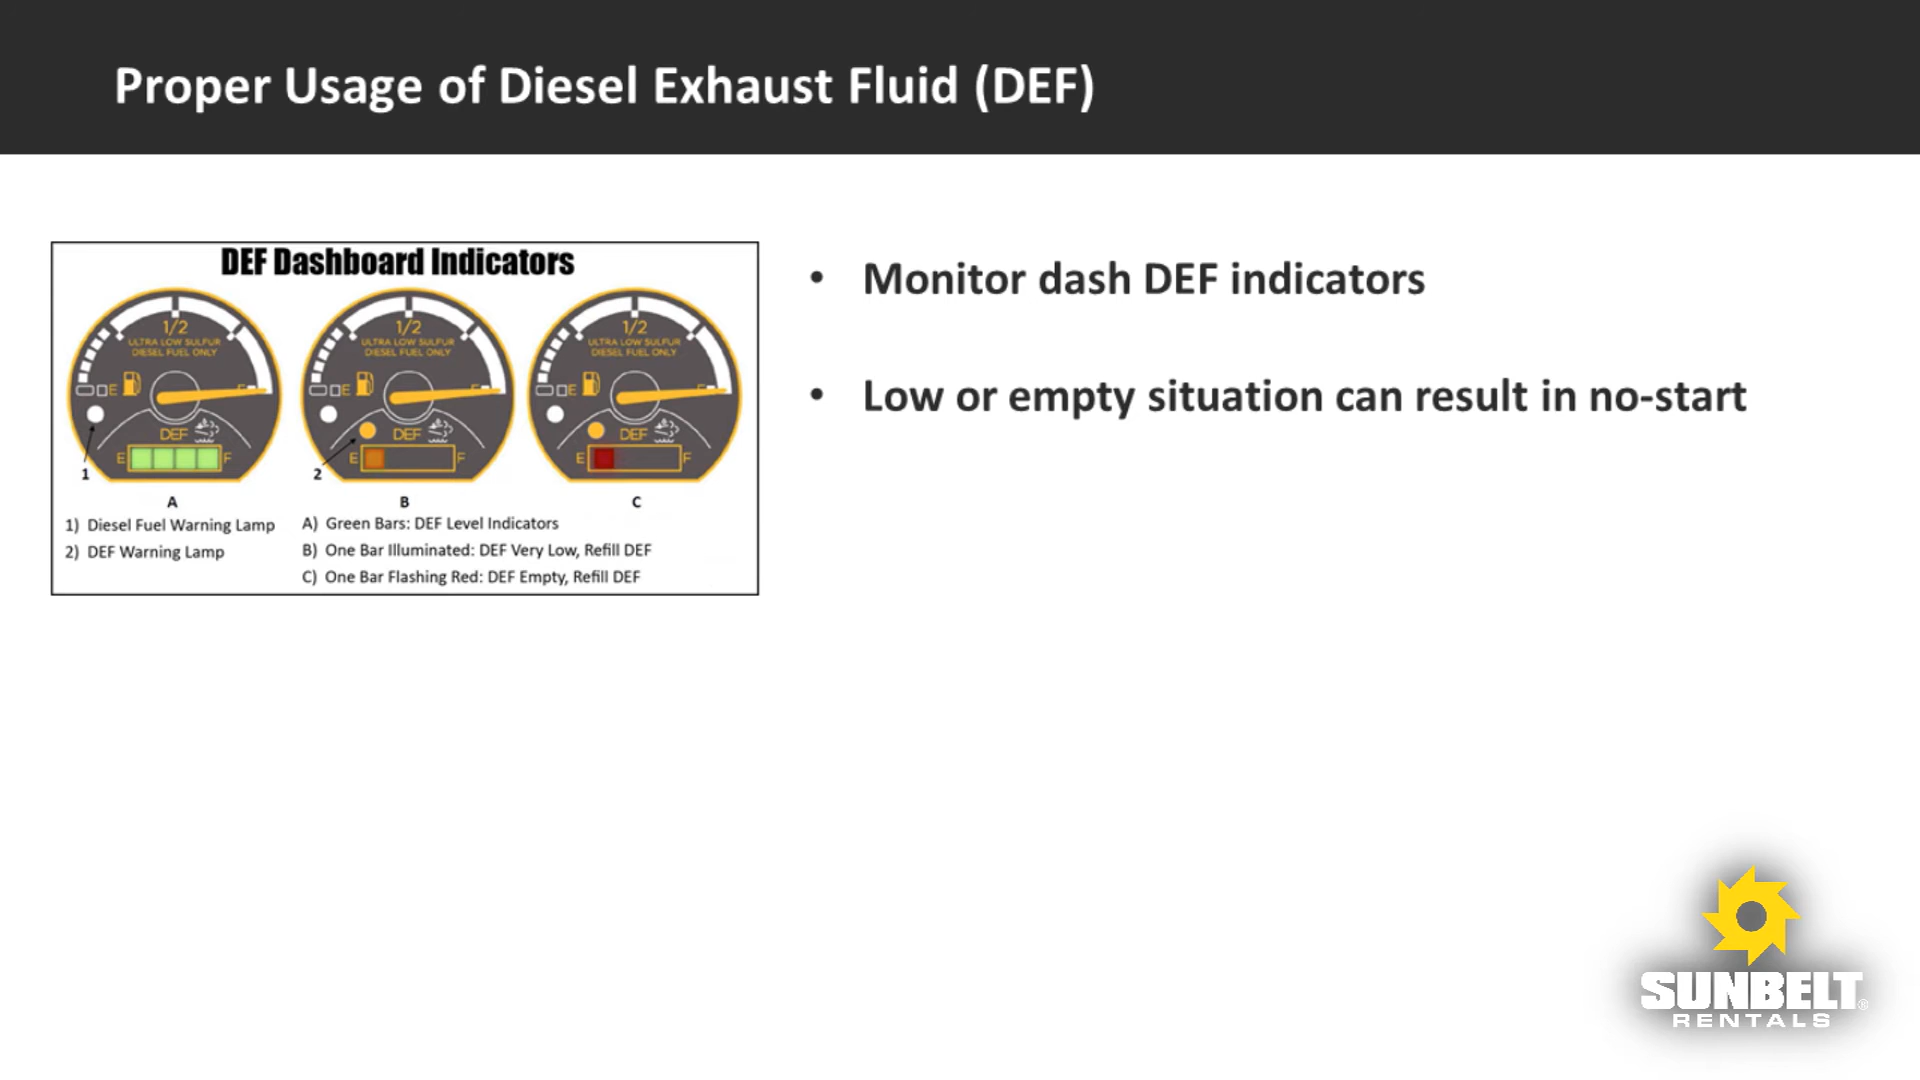 Proper Usage of Diesel Exhaust Fluid (DEF)
DEF Dashboard Indicators
1/2
ULTRA LOW SULFUR
DIESEL FUEL ONLY
E F
DEF
E F
1
A
1/2
ULTRA LOW SULFUR
DIESEL FUEL ONLY
E F
DEF
E F
2
B
1/2
ULTRA LOW SULFUR
DIESEL FUEL ONLY
E F
DEF
E F
C
1) Diesel Fuel Warning Lamp
2) DEF Warning Lamp
A) Green Bars: DEF Level Indicators
B) One Bar Illuminated: DEF Very Low, Refill DEF
C) One Bar Flashing Red: DEF Empty, Refill DEF
• Monitor dash DEF indicators
• Low or empty situation can result in no-start
SUNBELT®
RENTALS